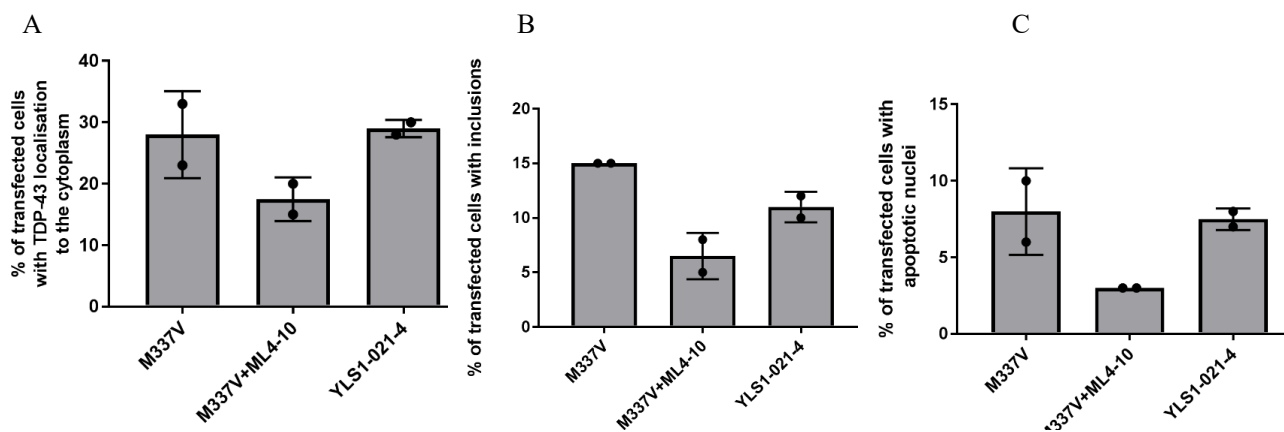 A
B
C
% of transfected cells
with TDP-43 localisation
to the cytoplasm
40
30
20
10
0
M337V
M337V+ML4-10
YLS1-021-4
% of transfected cells with inclusions
20
15
10
5
0
M337V
M337V+ML4-10
YLS1-021-4
% of transfected cells with
apoptotic nuclei
15
10
5
0
M337V
M337V+ML4-10
YLS1-021-4